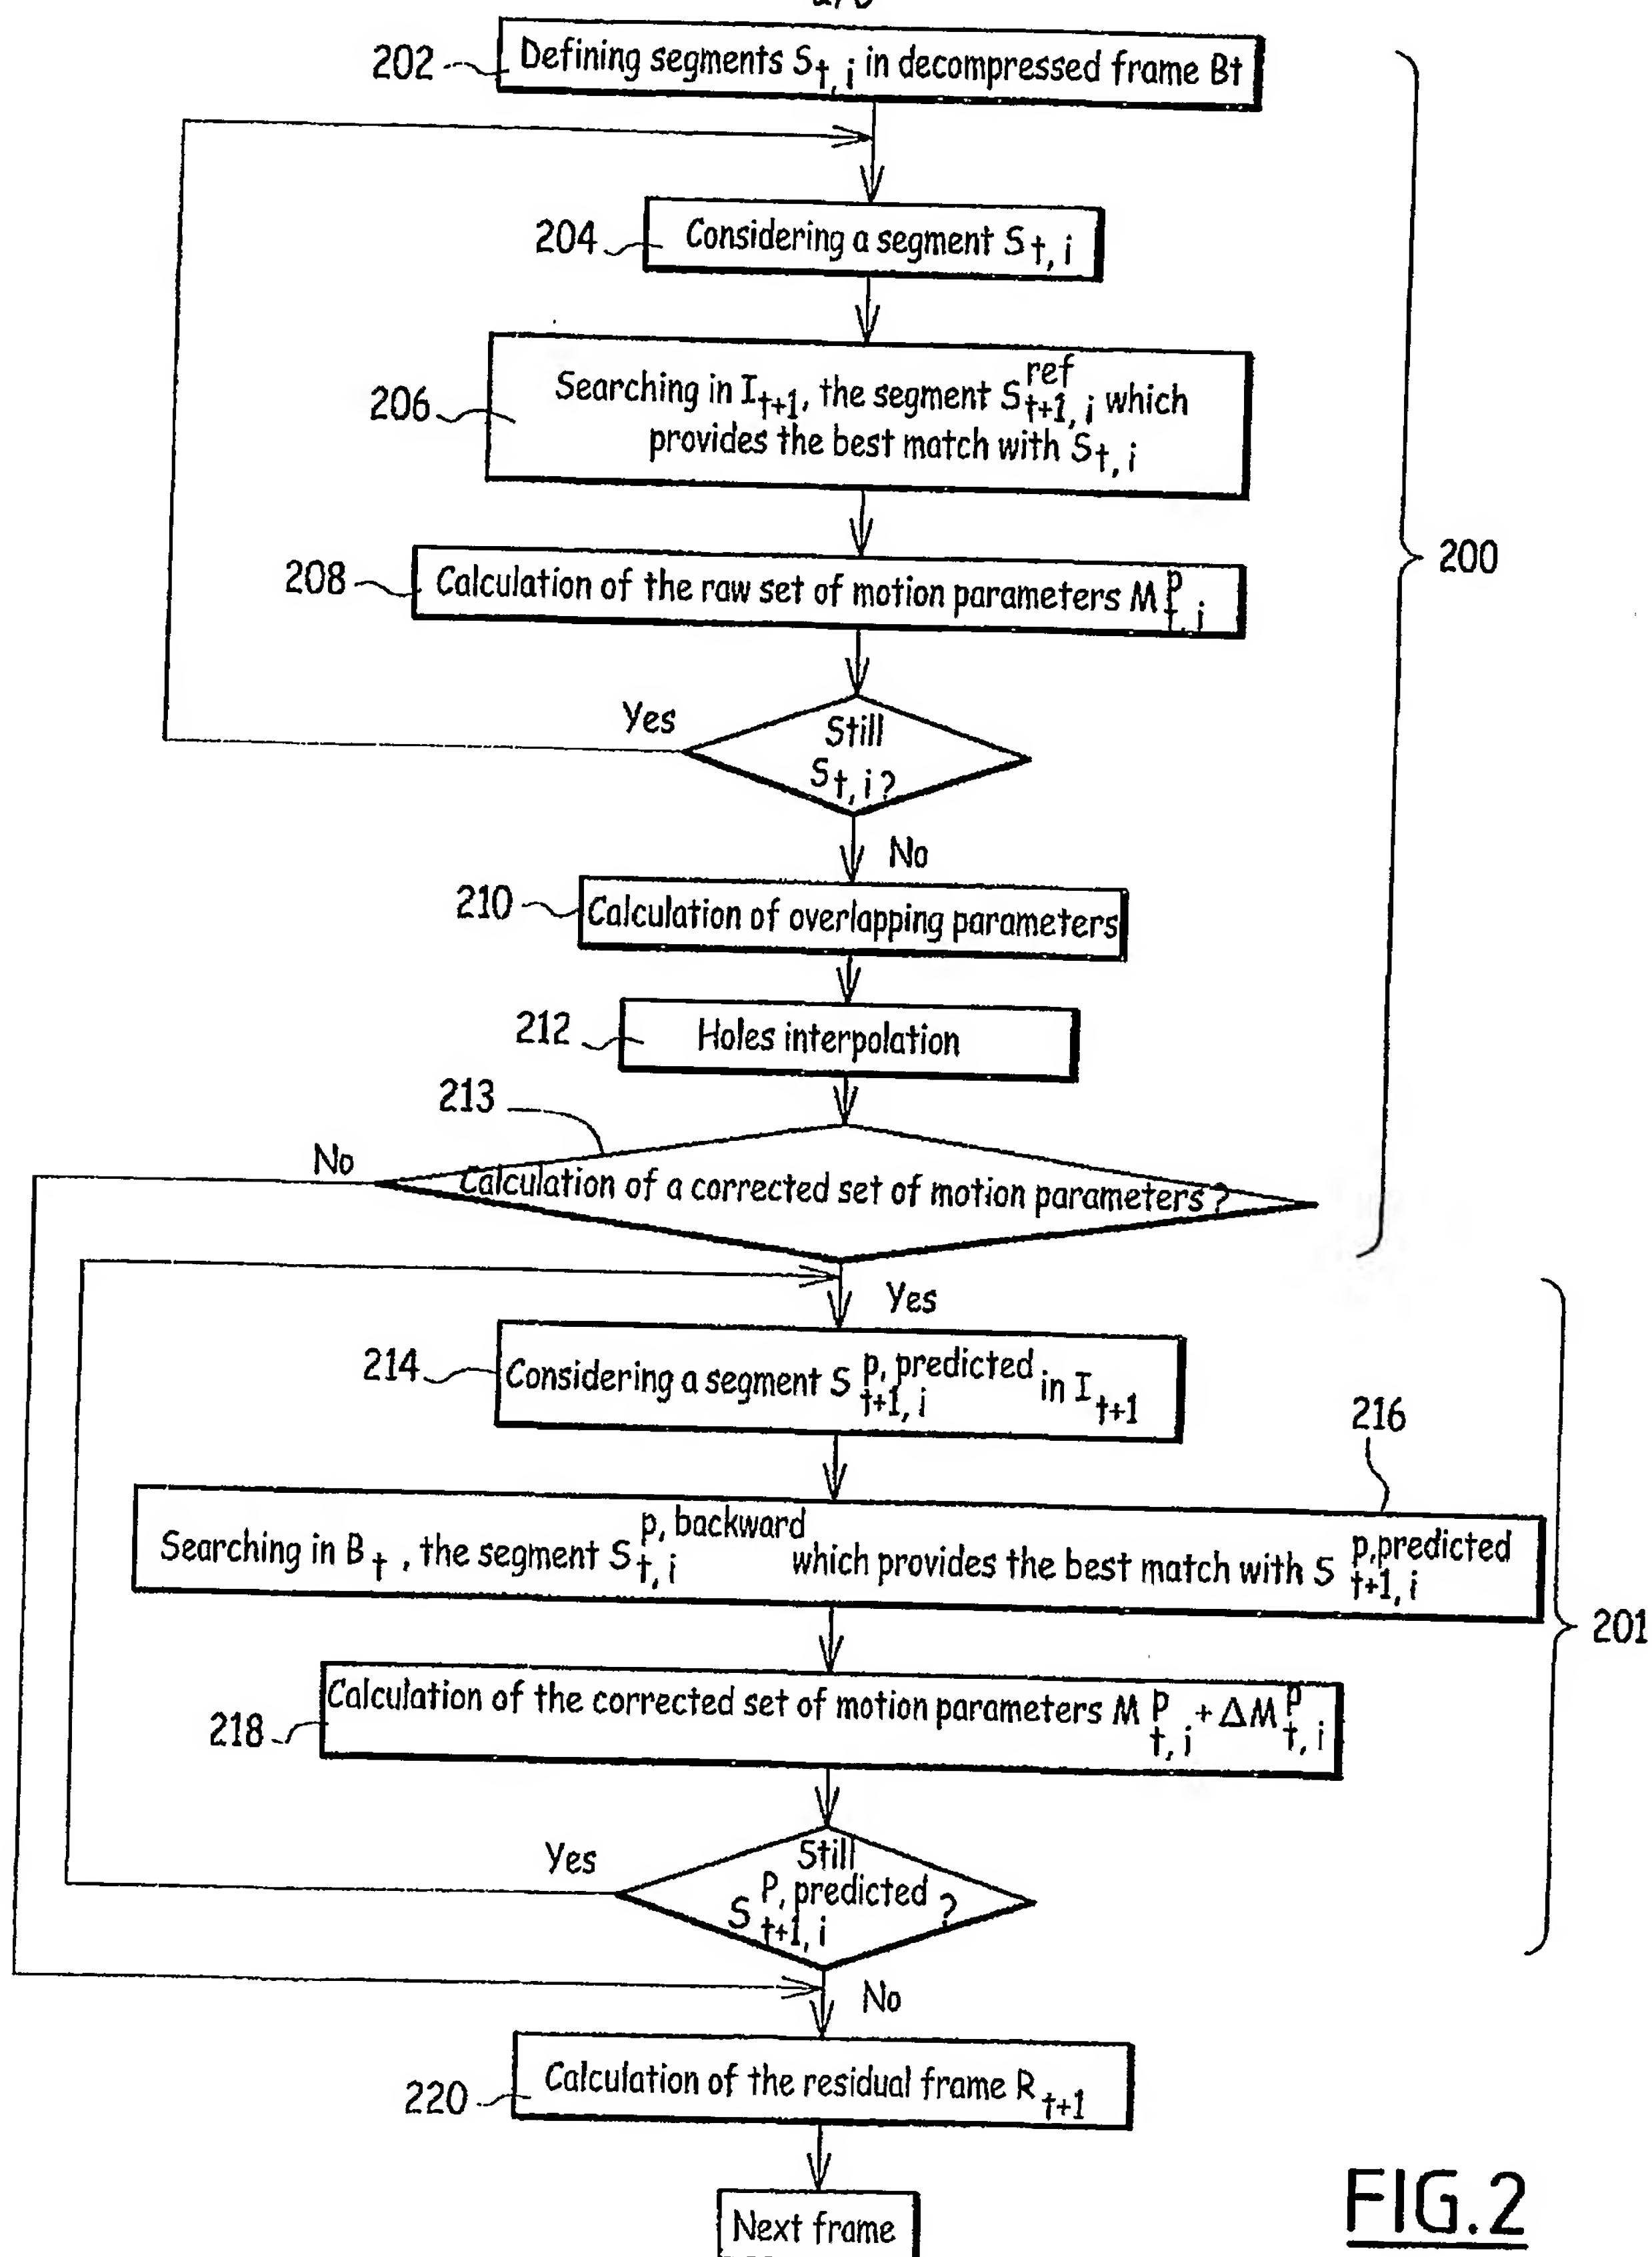 202
Defining segments S t, i in decompressed frame Bt
204
Considering a segment S t, i
206
Searching in I t+1, the segment S ref t+1, i which
provides the best match with S t, i
200
208
Calculation of the raw set of motion parameters M p t, i
Yes
Still
S t, i ?
No
210
Calculation of overlapping parameters
212
Holes interpolation
213
No
Calculation of a corrected set of motion parameters ?
Yes
214
Considering a segment S p, predicted t+1, i in I t+1
216
Searching in B t , the segment S p, backward t, i which provides the best match with S p,predicted t+1, i
201
218
Calculation of the corrected set of motion parameters M p t, i + ΔM p t, i
Yes
Still
S P, predicted t+1, i ?
No
220
Calculation of the residual frame R t+1
Next frame
FIG.2